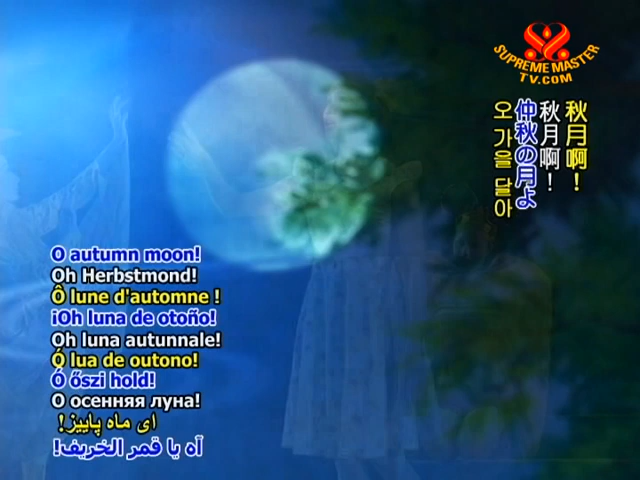 SUPREME MASTER
TV.COM
秋月啊!
秋月啊!
仲秋の月よ
오 가을 달아
O autumn moon!
Oh Herbstmond!
Ô lune d'automne !
¡Oh luna de otoño!
Oh luna autunnale!
Ó lua de outono!
Ó őszi hold!
О осенняя луна!
ای ماه پاییز!
آه یا قمر الخریف!